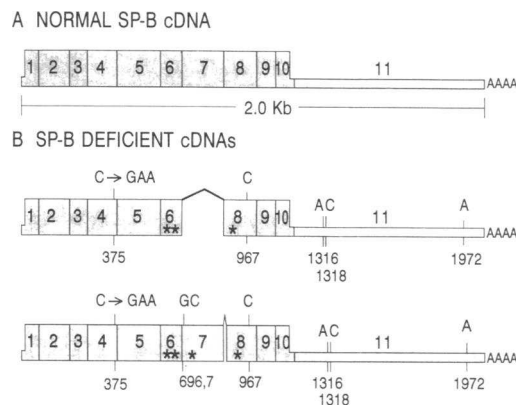 A NORMAL SP-B cDNA
1 2 3 4 5 6 7 8 9 10 11 AAAA
2.0 Kb
B SP-B DEFICIENT cDNAs
C → GAA C
1 2 3 4 5 6 8 9 10 AC 11 A AAAA
** *
375 967 1316 1972
1318
C → GAA GC C
1 2 3 4 5 6 7 8 9 10 AC 11 A AAAA
** * *
375 696,7 967 1316 1972
1318